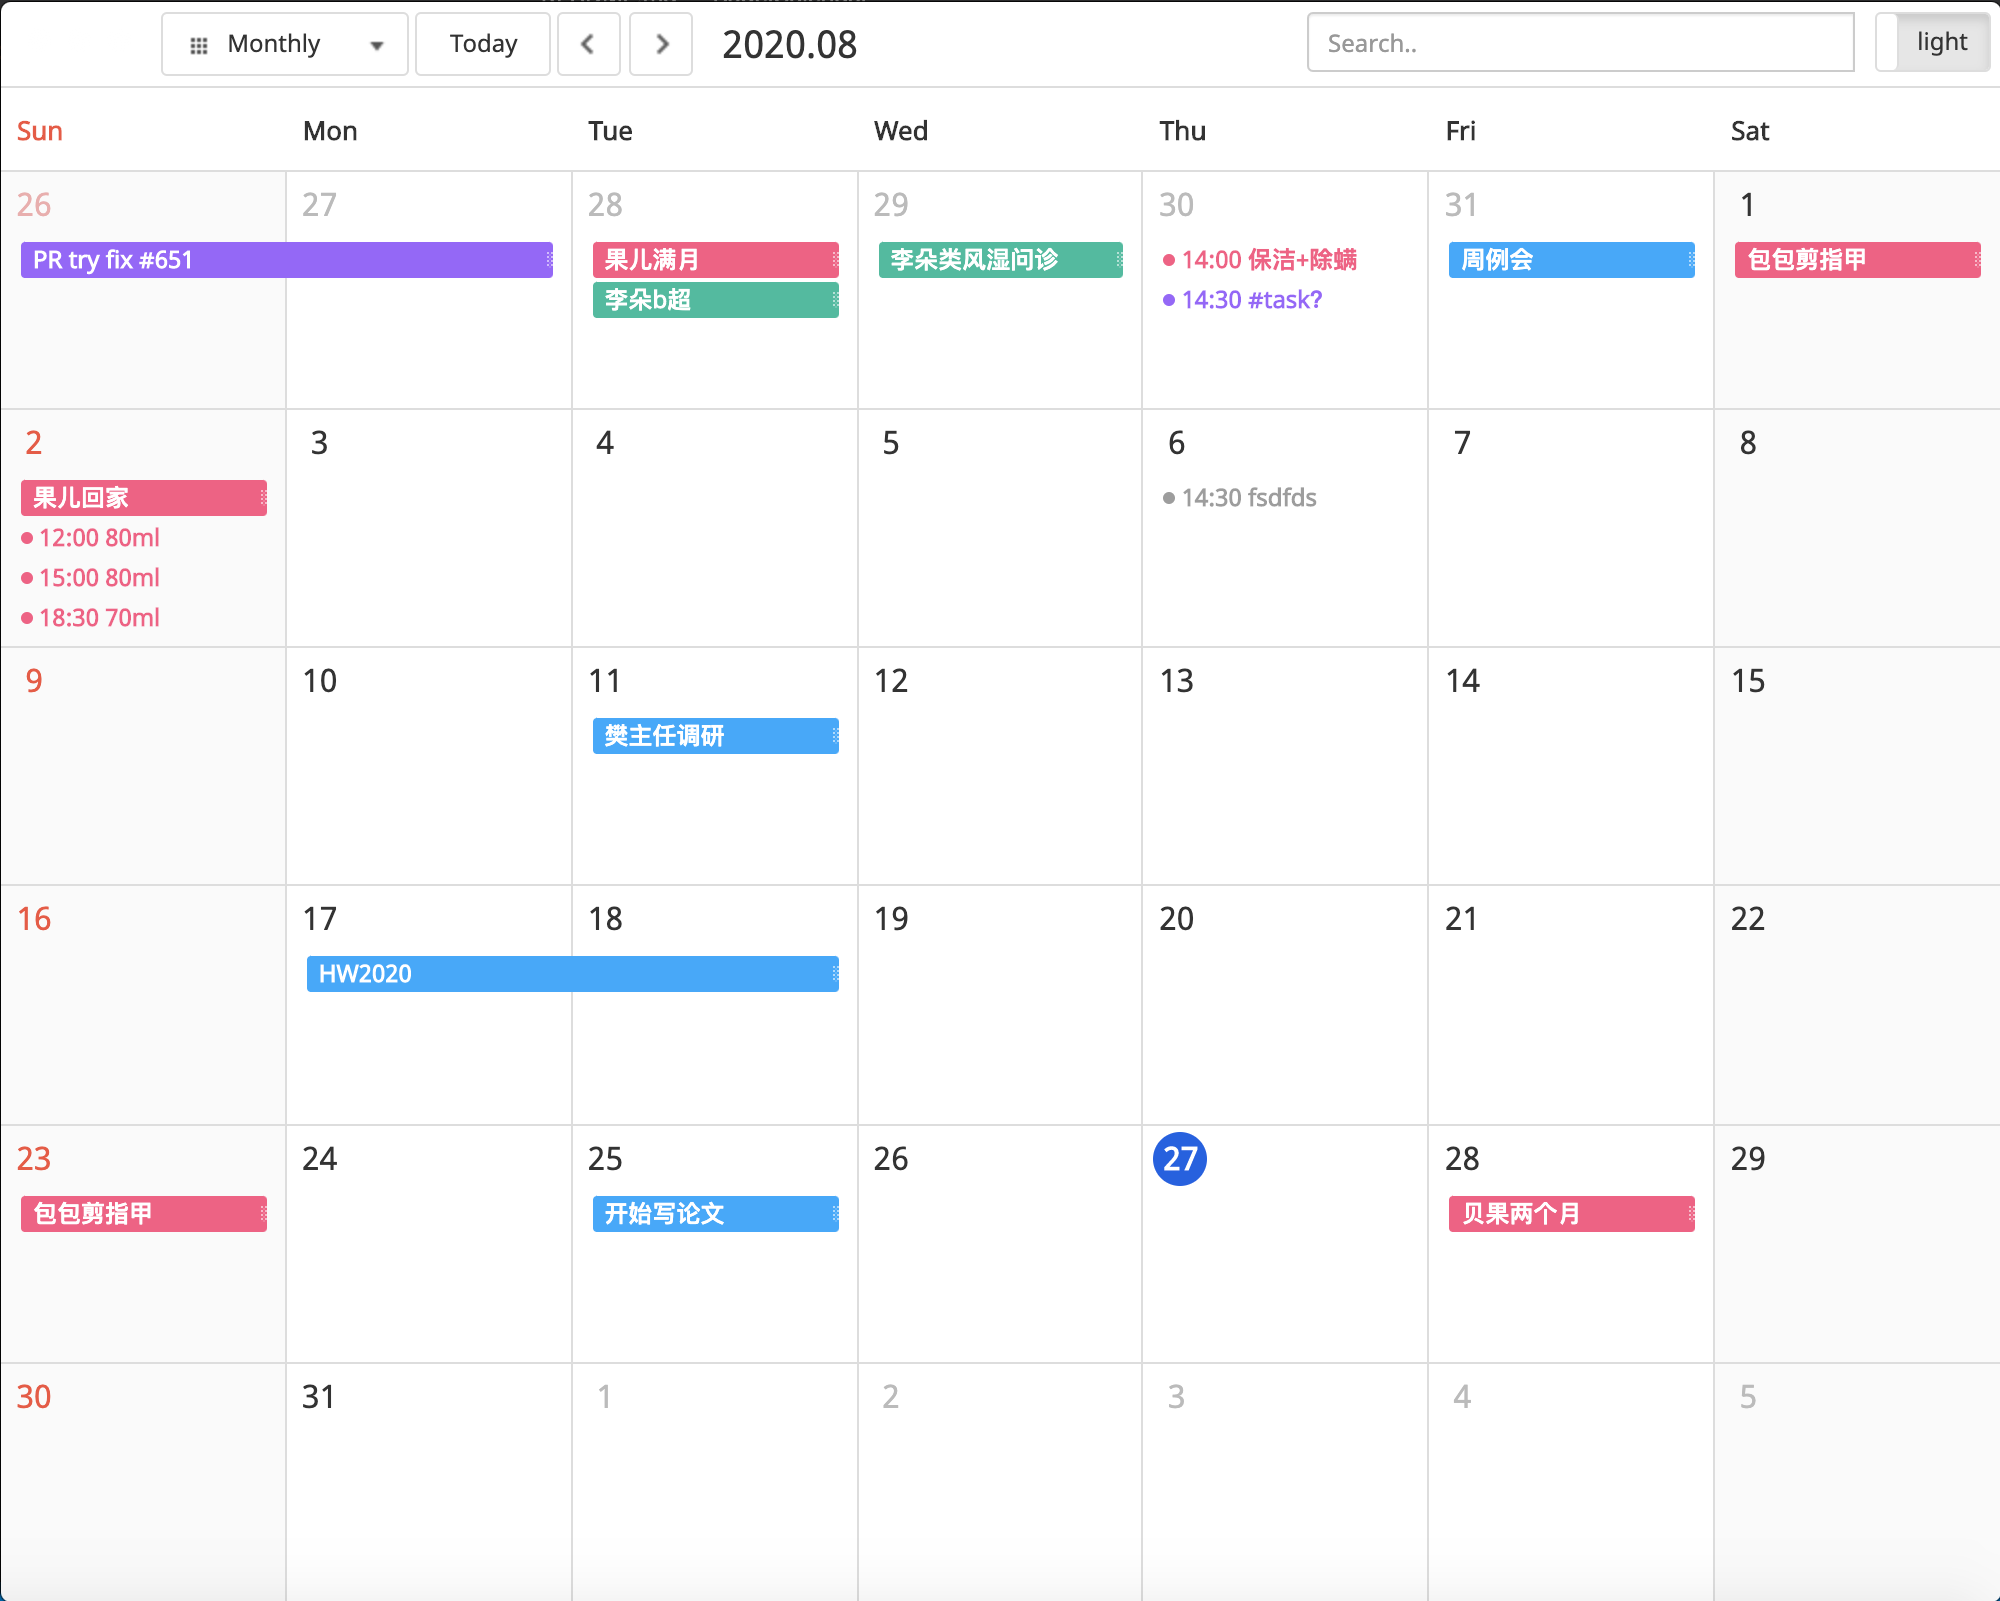 Monthly
Today
2020.08
Search..
light
Sun Mon Tue Wed Thu Fri Sat
26 27 28 29 30 31 1
PR try fix #651 果儿满月 李朵类风湿问诊 14:00 保洁+除螨 周例会 包包剪指甲
李朵b超 14:30 #task?
2 3 4 5 6 7 8
果儿回家 14:30 fsdfds
12:00 80ml
15:00 80ml
18:30 70ml
9 10 11 12 13 14 15
樊主任调研
16 17 18 19 20 21 22
HW2020
23 24 25 26 27 28 29
包包剪指甲 开始写论文 贝果两个月
30 31 1 2 3 4 5